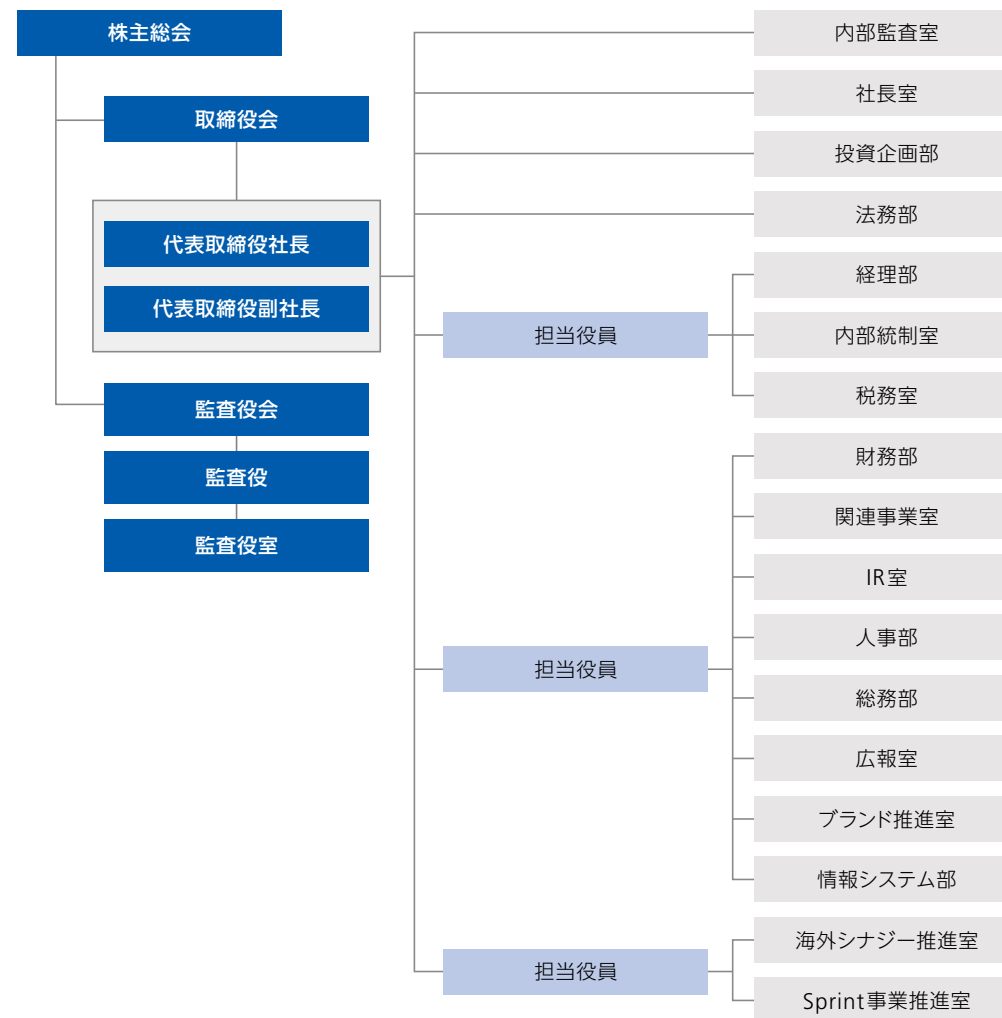 株主総会
取締役会
代表取締役社長
代表取締役副社長
監査役会
監査役
監査役室
内部監査室
社長室
投資企画部
法務部
担当役員
経理部
内部統制室
税務室
担当役員
財務部
関連事業室
IR室
人事部
総務部
広報室
ブランド推進室
情報システム部
担当役員
海外シナジー推進室
Sprint事業推進室